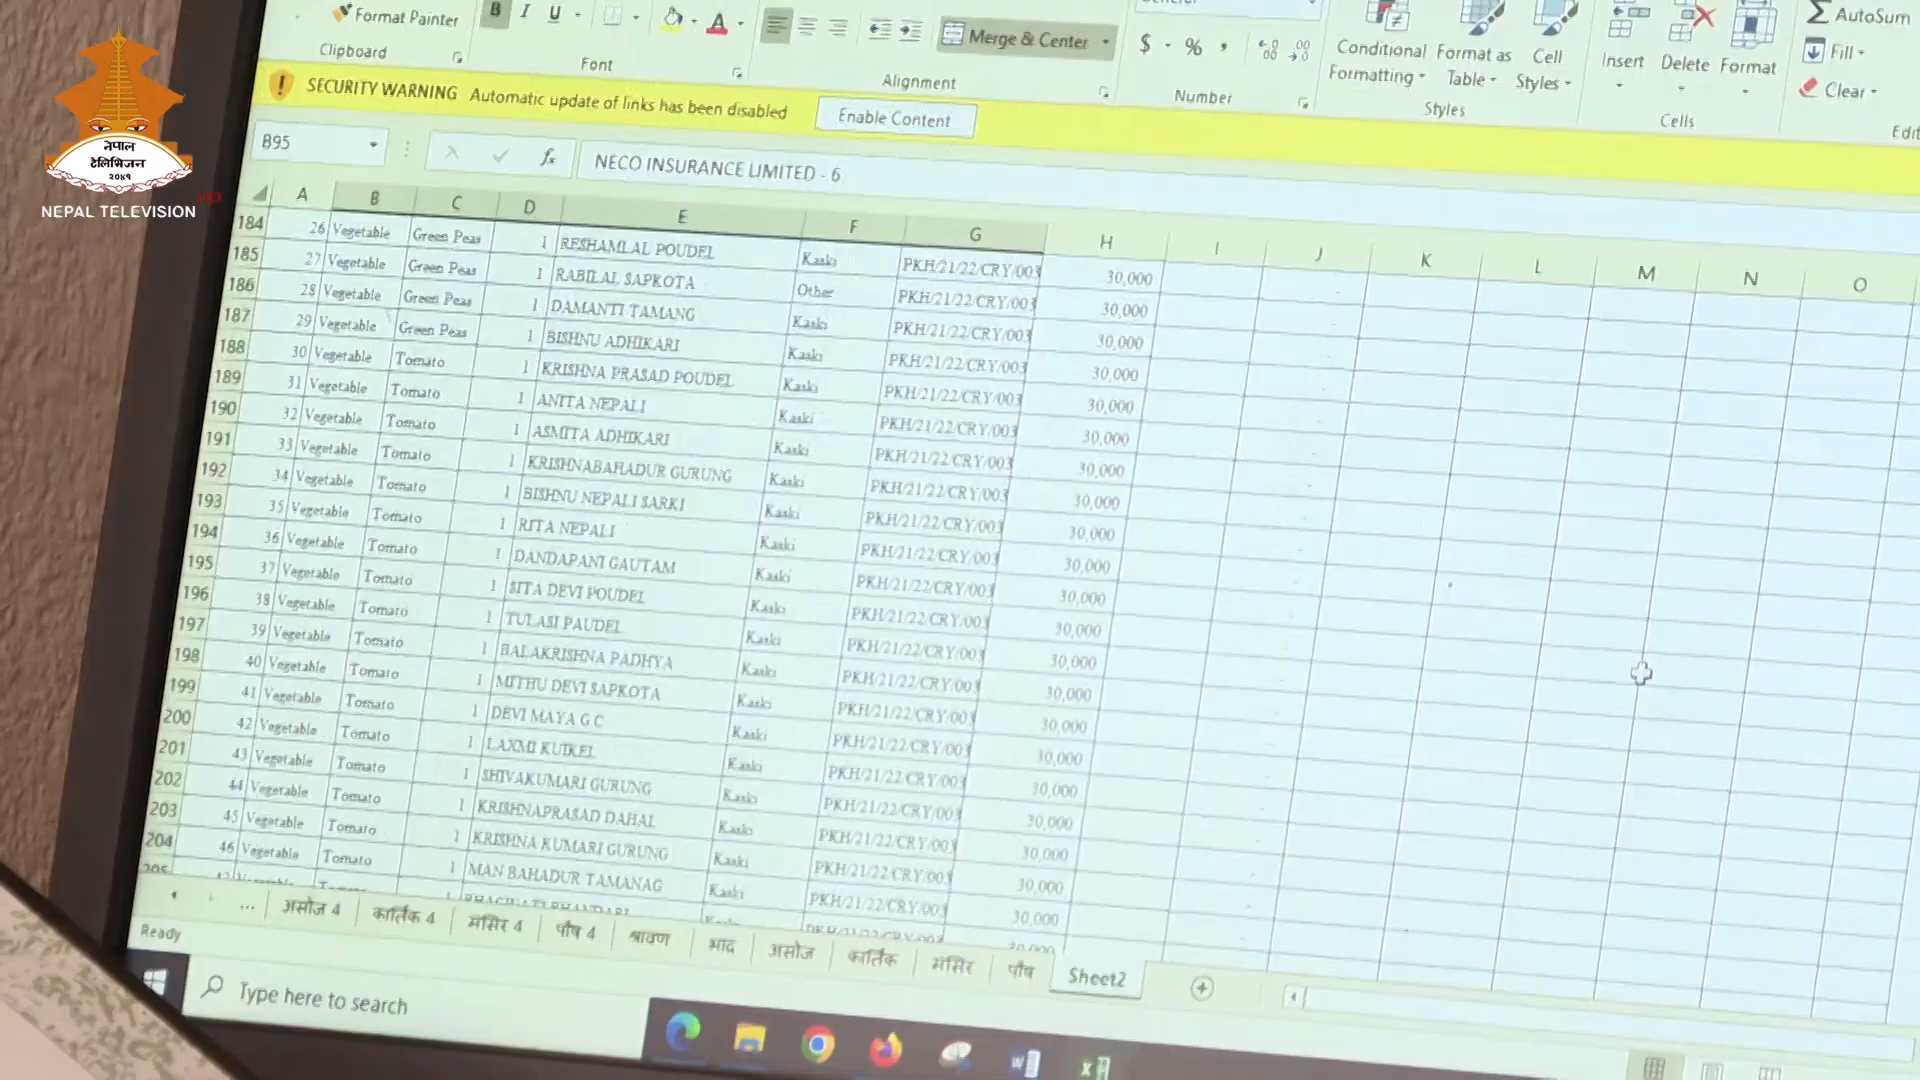 Format Painter
B I U
A
Merge & Center
$ - % ,
Conditional Formatting
Format as Table
Cell Styles
Insert
Delete
Format
AutoSum
Fill
Clear
Clipboard
Font
Alignment
Number
Styles
Cells
SECURITY WARNING Automatic update of links has been disabled Enable Content
नेपाल
टेलिभिजन
२०४१
HD
NEPAL TELEVISION
B95 fx NECO INSURANCE LIMITED - 6
A B C D E F G H I J K L M N O
184 26 Vegetable Green Peas 1 RESHAMLAL POUDEL Kaski PKH/21/22/CRY/003 30,000
185 27 Vegetable Green Peas 1 RABILAL SAPKOTA Other PKH/21/22/CRY/003 30,000
186 28 Vegetable Green Peas 1 DAMANTI TAMANG Kaski PKH/21/22/CRY/003 30,000
187 29 Vegetable Green Peas 1 BISHNU ADHIKARI Kaski PKH/21/22/CRY/003 30,000
188 30 Vegetable Tomato 1 KRISHNA PRASAD POUDEL Kaski PKH/21/22/CRY/003 30,000
189 31 Vegetable Tomato 1 ANITA NEPALI Kaski PKH/21/22/CRY/003 30,000
190 32 Vegetable Tomato 1 ASMITA ADHIKARI Kaski PKH/21/22/CRY/003 30,000
191 33 Vegetable Tomato 1 KRISHNABAHADUR GURUNG Kaski PKH/21/22/CRY/003 30,000
192 34 Vegetable Tomato 1 BISHNU NEPALI SARKI Kaski PKH/21/22/CRY/003 30,000
193 35 Vegetable Tomato 1 RITA NEPALI Kaski PKH/21/22/CRY/003 30,000
194 36 Vegetable Tomato 1 DANDAPANI GAUTAM Kaski PKH/21/22/CRY/003 30,000
195 37 Vegetable Tomato 1 SITA DEVI POUDEL Kaski PKH/21/22/CRY/003 30,000
196 38 Vegetable Tomato 1 TULASI PAUDEL Kaski PKH/21/22/CRY/003 30,000
197 39 Vegetable Tomato 1 BALAKRISHNA PADHYA Kaski PKH/21/22/CRY/003 30,000
198 40 Vegetable Tomato 1 MITHU DEVI SAPKOTA Kaski PKH/21/22/CRY/003 30,000
199 41 Vegetable Tomato 1 DEVI MAYA G.C Kaski PKH/21/22/CRY/003 30,000
200 42 Vegetable Tomato 1 LAXMI KUIKEL Kaski PKH/21/22/CRY/003 30,000
201 43 Vegetable Tomato 1 SHIVAKUMARI GURUNG Kaski PKH/21/22/CRY/003 30,000
202 44 Vegetable Tomato 1 KRISHNAPRASAD DAHAL Kaski PKH/21/22/CRY/003 30,000
203 45 Vegetable Tomato 1 KRISHNA KUMARI GURUNG Kaski PKH/21/22/CRY/003 30,000
204 46 Vegetable Tomato 1 MAN BAHADUR TAMANAG Kaski PKH/21/22/CRY/003 30,000
... असोज 4 कार्तिक 4 मंसिर 4 पौष 4 श्रावण भाद्र असोज कार्तिक मंसिर पौष Sheet2
Ready
Type here to search